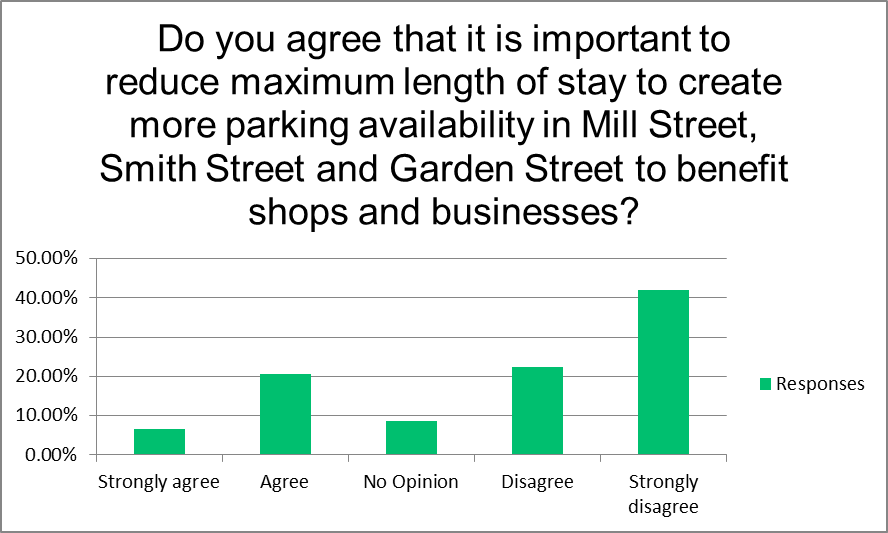 Do you agree that it is important to
reduce maximum length of stay to create
more parking availability in Mill Street,
Smith Street and Garden Street to benefit
shops and businesses?
50.00%
40.00%
30.00%
20.00%
10.00%
0.00%
Strongly agree
Agree
No Opinion
Disagree
Strongly
disagree
Responses